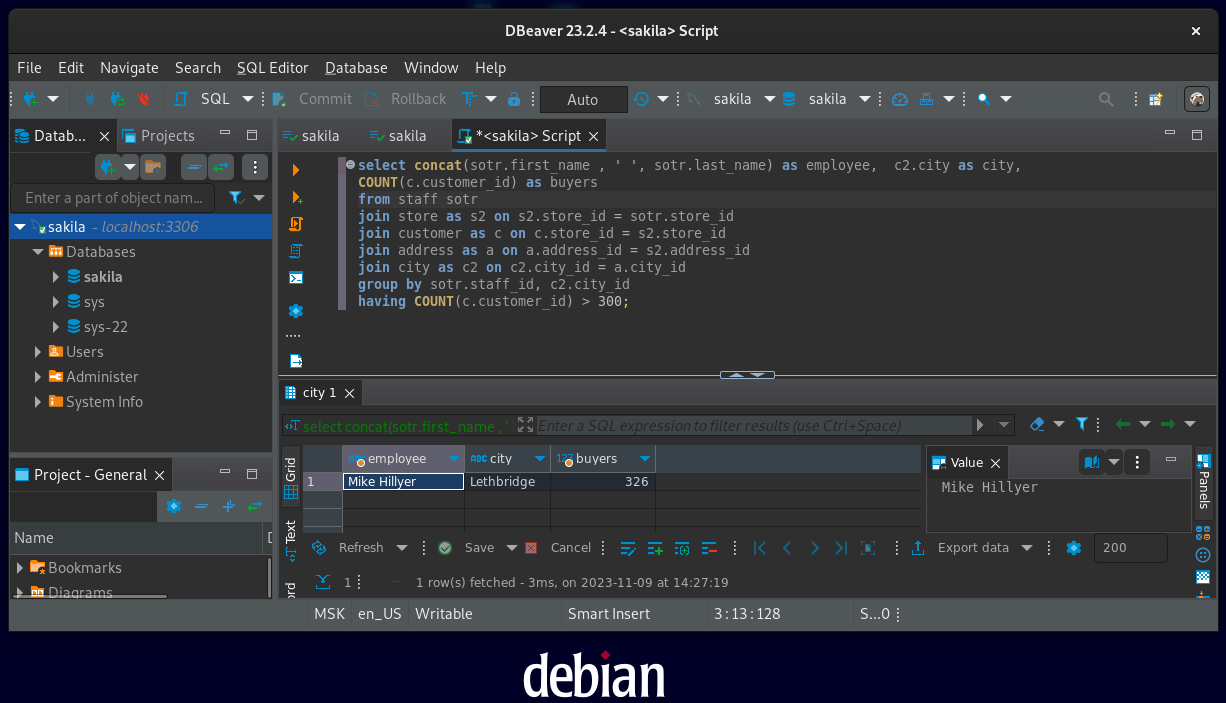 DBeaver 23.2.4 - <sakila> Script
File Edit Navigate Search SQL Editor Database Window Help
SQL Commit Rollback Auto sakila sakila
Datab... Projects
sakila sakila *<sakila> Script
Enter a part of object nam...
sakila - localhost:3306
Databases
sakila
sys
sys-22
Users
Administer
System Info
select concat(sotr.first_name , ' ', sotr.last_name) as employee,  c2.city as city,
COUNT(c.customer_id) as buyers
from staff sotr
join store as s2 on s2.store_id = sotr.store_id
join customer as c on c.store_id = s2.store_id
join address as a on a.address_id = s2.address_id
join city as c2 on c2.city_id = a.city_id
group by sotr.staff_id, c2.city_id
having COUNT(c.customer_id) > 300;
city 1
select concat(sotr.first_name , ' Enter a SQL expression to filter results (use Ctrl+Space)
Grid
Text
employee ABC city 123 buyers
1 Mike Hillyer Lethbridge 326
Value
Mike Hillyer
Panels
Refresh Save Cancel Export data 200
1 1 row(s) fetched - 3ms, on 2023-11-09 at 14:27:19
Project - General
Name
Bookmarks
Diagrams
MSK en_US Writable Smart Insert 3:13:128 S...0
debian